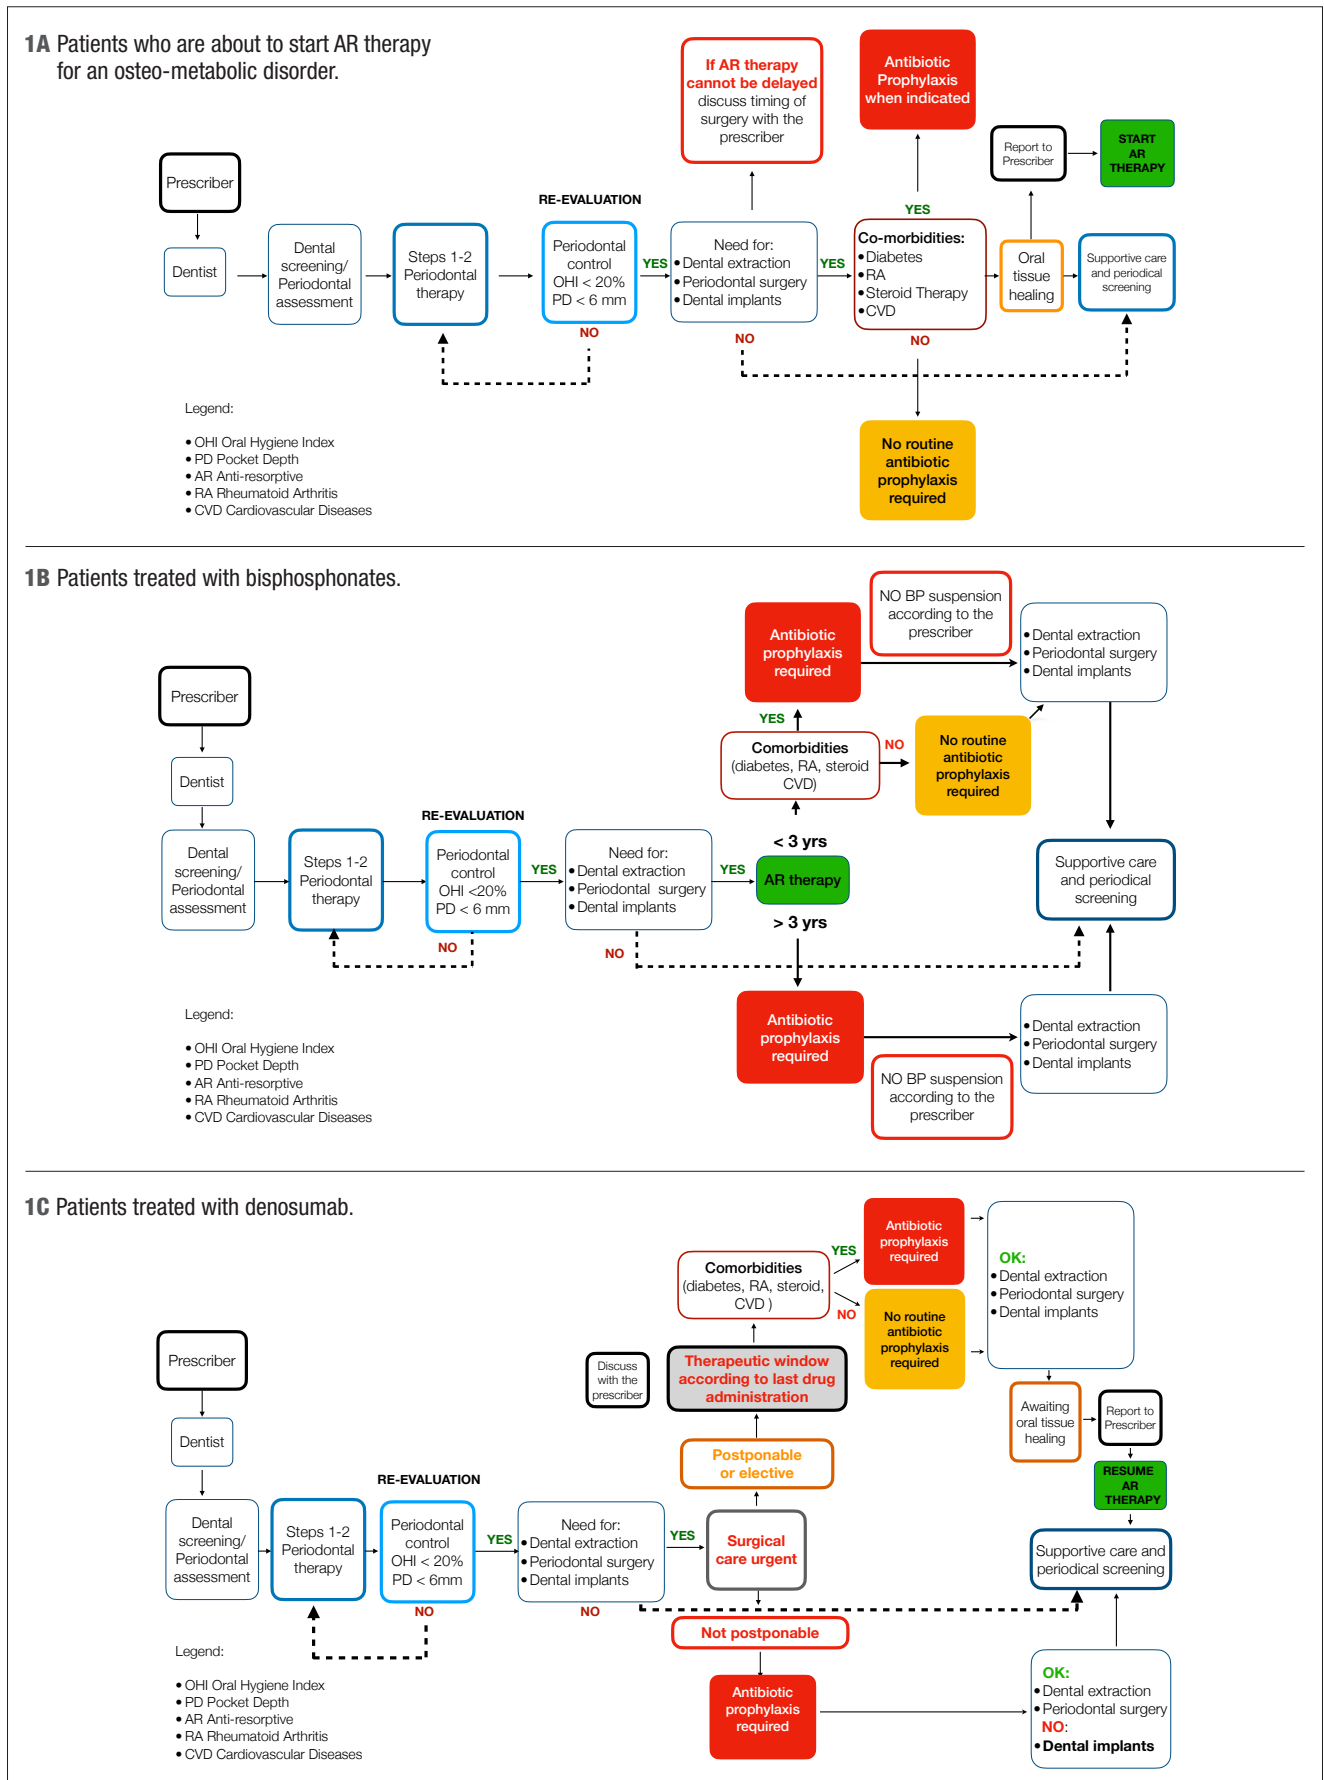 1A Patients who are about to start AR therapy
for an osteo-metabolic disorder.
If AR therapy
cannot be delayed
discuss timing of
surgery with the
prescriber
Antibiotic
Prophylaxis
when indicated
Report to
Prescriber
START
AR
THERAPY
Prescriber
Dentist
Dental
screening/
Periodontal
assessment
Steps 1-2
Periodontal
therapy
RE-EVALUATION
Periodontal
control
OHI < 20%
PD < 6 mm
NO
YES
Need for:
• Dental extraction
• Periodontal surgery
• Dental implants
NO
YES
YES
Co-morbidities:
• Diabetes
• RA
• Steroid Therapy
• CVD
NO
Oral
tissue
healing
Supportive care
and periodical
screening
No routine
antibiotic
prophylaxis
required
Legend:
• OHI Oral Hygiene Index
• PD Pocket Depth
• AR Anti-resorptive
• RA Rheumatoid Arthritis
• CVD Cardiovascular Diseases
1B Patients treated with bisphosphonates.
Prescriber
Dentist
Dental
screening/
Periodontal
assessment
Steps 1-2
Periodontal
therapy
RE-EVALUATION
Periodontal
control
OHI <20%
PD < 6 mm
NO
YES
Need for:
• Dental extraction
• Periodontal surgery
• Dental implants
NO
YES
AR therapy
< 3 yrs
> 3 yrs
Comorbidities
(diabetes, RA, steroid
CVD)
YES
NO
Antibiotic
prophylaxis
required
NO BP suspension
according to the
prescriber
No routine
antibiotic
prophylaxis
required
• Dental extraction
• Periodontal surgery
• Dental implants
Supportive care
and periodical
screening
Antibiotic
prophylaxis
required
NO BP suspension
according to the
prescriber
• Dental extraction
• Periodontal surgery
• Dental implants
Legend:
• OHI Oral Hygiene Index
• PD Pocket Depth
• AR Anti-resorptive
• RA Rheumatoid Arthritis
• CVD Cardiovascular Diseases
1C Patients treated with denosumab.
Prescriber
Dentist
Dental
screening/
Periodontal
assessment
Steps 1-2
Periodontal
therapy
RE-EVALUATION
Periodontal
control
OHI < 20%
PD < 6mm
NO
YES
Need for:
• Dental extraction
• Periodontal surgery
• Dental implants
NO
YES
Surgical
care urgent
Postponable
or elective
Discuss
with the
prescriber
Therapeutic window
according to last drug
administration
Comorbidities
(diabetes, RA, steroid,
CVD )
YES
NO
Antibiotic
prophylaxis
required
No routine
antibiotic
prophylaxis
required
OK:
• Dental extraction
• Periodontal surgery
• Dental implants
Awaiting
oral tissue
healing
Report to
Prescriber
RESUME
AR
THERAPY
Supportive care and
periodical screening
Not postponable
Antibiotic
prophylaxis
required
OK:
• Dental extraction
• Periodontal surgery
NO:
• Dental implants
Legend:
• OHI Oral Hygiene Index
• PD Pocket Depth
• AR Anti-resorptive
• RA Rheumatoid Arthritis
• CVD Cardiovascular Diseases